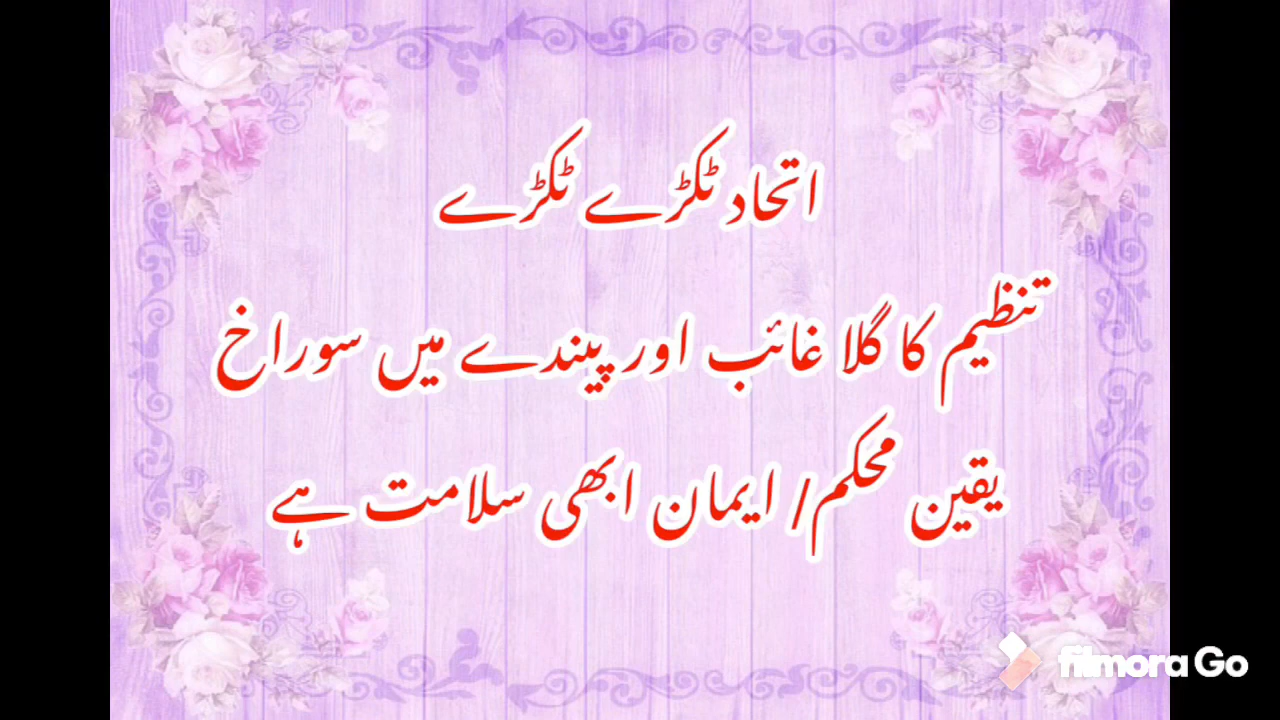 اتحاد ٹکڑے ٹکڑے
تنظیم کا گلا غائب اور پیندے میں سوراخ
یقین محکم/ ایمان ابھی سلامت ہے
filmora Go